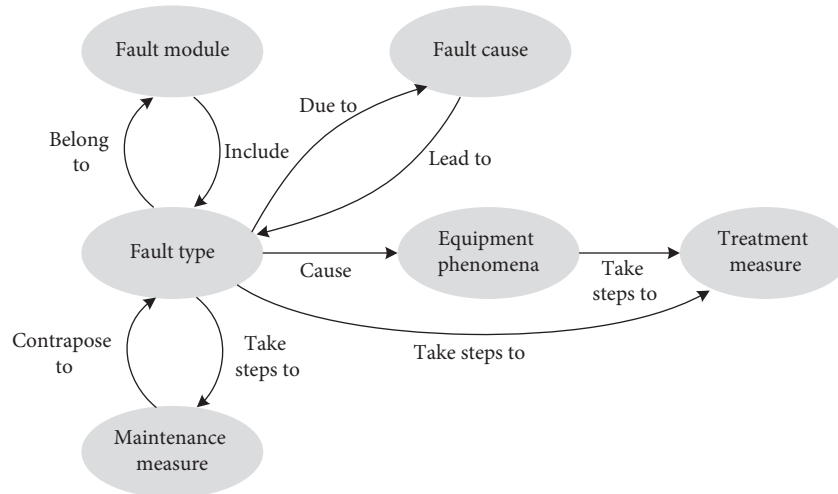 Fault module
Fault cause
Due to
Belong
to
Include
Lead to
Fault type
Cause
Equipment
phenomena
Take
steps to
Treatment
measure
Contrapose
to
Take
steps to
Take steps to
Maintenance
measure